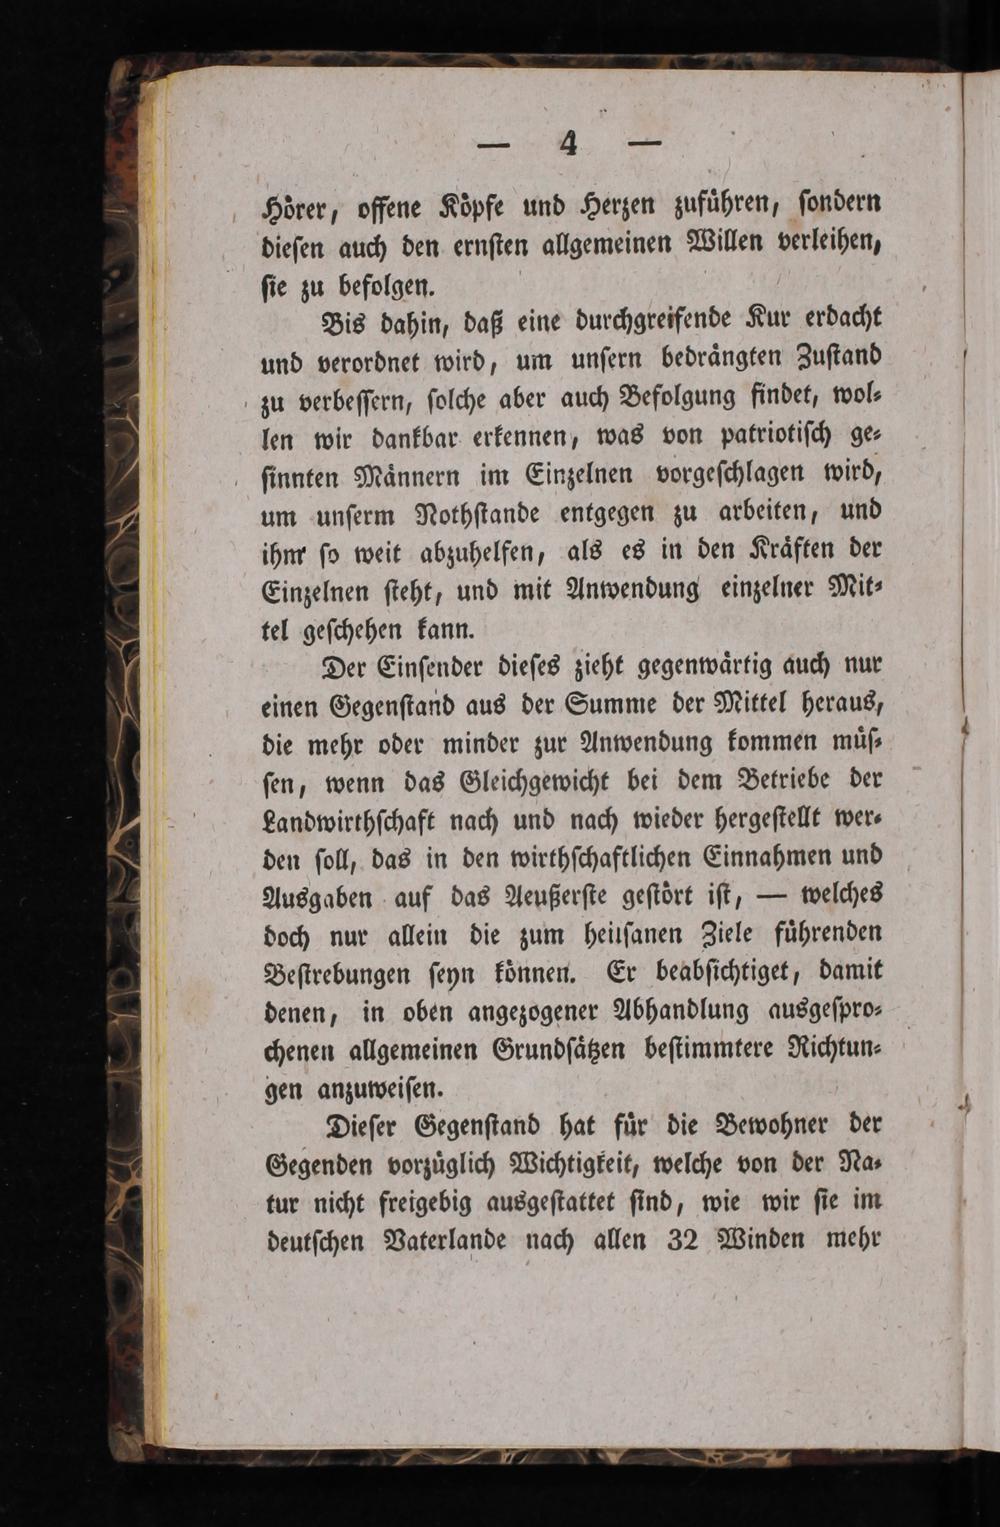 — 4 —
Hörer, offene Köpfe und Herzen zuführen, ſondern
dieſen auch den ernſten allgemeinen Willen verleihen,
ſie zu befolgen.
Bis dahin, daß eine durchgreifende Kur erdacht
und verordnet wird, um unſern bedrängten Zuſtand
zu verbeſſern, ſolche aber auch Befolgung findet, wol⸗
len wir dankbar erkennen, was von patriotiſch ge⸗
ſinnten Männern im Einzelnen vorgeſchlagen wird,
um unſerm Nothſtande entgegen zu arbeiten, und
ihm ſo weit abzuhelfen, als es in den Kräften der
Einzelnen ſteht, und mit Anwendung einzelner Mit⸗
tel geſchehen kann.
Der Einſender dieſes zieht gegenwärtig auch nur
einen Gegenſtand aus der Summe der Mittel heraus,
die mehr oder minder zur Anwendung kommen müſ⸗
ſen, wenn das Gleichgewicht bei dem Betriebe der
Landwirthſchaft nach und nach wieder hergeſtellt wer⸗
den ſoll, das in den wirthſchaftlichen Einnahmen und
Ausgaben auf das Aeußerſte geſtört iſt, — welches
doch nur allein die zum heilſanen Ziele führenden
Beſtrebungen ſeyn können. Er beabſichtiget, damit
denen, in oben angezogener Abhandlung ausgeſpro⸗
chenen allgemeinen Grundſätzen beſtimmtere Richtun⸗
gen anzuweiſen.
Dieſer Gegenſtand hat für die Bewohner der
Gegenden vorzüglich Wichtigkeit, welche von der Na⸗
tur nicht freigebig ausgeſtattet ſind, wie wir ſie im
deutſchen Vaterlande nach allen 32 Winden mehr